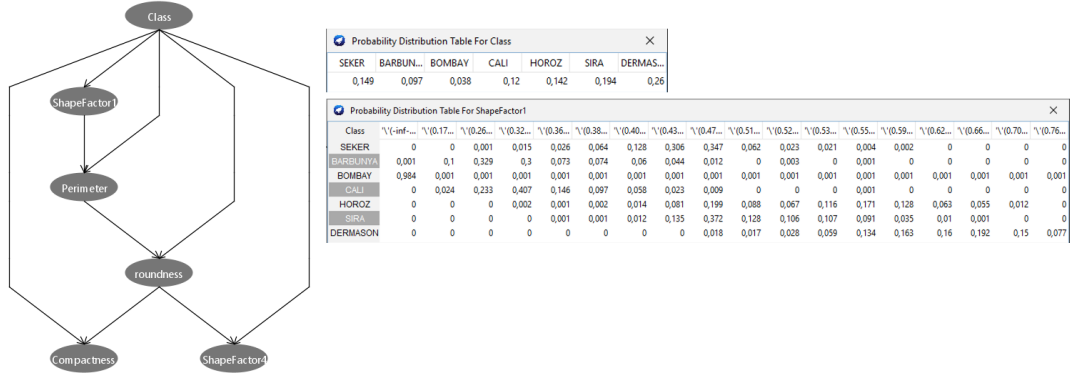 Class
ShapeFactor1
Perimeter
roundness
Compactness
ShapeFactor4
Probability Distribution Table For Class
SEKER BARBUN... BOMBAY CALI HOROZ SIRA DERMAS...
0,149 0,097 0,038 0,12 0,142 0,194 0,26
Probability Distribution Table For ShapeFactor1
Class '\'(-inf-... '\'(0.17... '\'(0.26... '\'(0.32... '\'(0.36... '\'(0.38... '\'(0.40... '\'(0.43... '\'(0.47... '\'(0.51... '\'(0.52... '\'(0.53... '\'(0.55... '\'(0.59... '\'(0.62... '\'(0.66... '\'(0.70... '\'(0.76...
SEKER 0 0 0,001 0,015 0,026 0,064 0,128 0,306 0,347 0,062 0,023 0,021 0,004 0,002 0 0 0 0
BARBUNYA 0,001 0,1 0,329 0,3 0,073 0,074 0,06 0,044 0,012 0 0,003 0 0,001 0 0 0 0 0
BOMBAY 0,984 0,001 0,001 0,001 0,001 0,001 0,001 0,001 0,001 0,001 0,001 0,001 0,001 0,001 0,001 0,001 0,001 0,001
CALI 0 0,024 0,233 0,407 0,146 0,097 0,058 0,023 0,009 0 0 0 0,001 0 0 0 0 0
HOROZ 0 0 0 0,002 0,001 0,002 0,014 0,081 0,199 0,088 0,067 0,116 0,171 0,128 0,063 0,055 0,012 0
SIRA 0 0 0 0 0,001 0,001 0,012 0,135 0,372 0,128 0,106 0,107 0,091 0,035 0,01 0,001 0 0
DERMASON 0 0 0 0 0 0 0 0 0,018 0,017 0,028 0,059 0,134 0,163 0,16 0,192 0,15 0,077